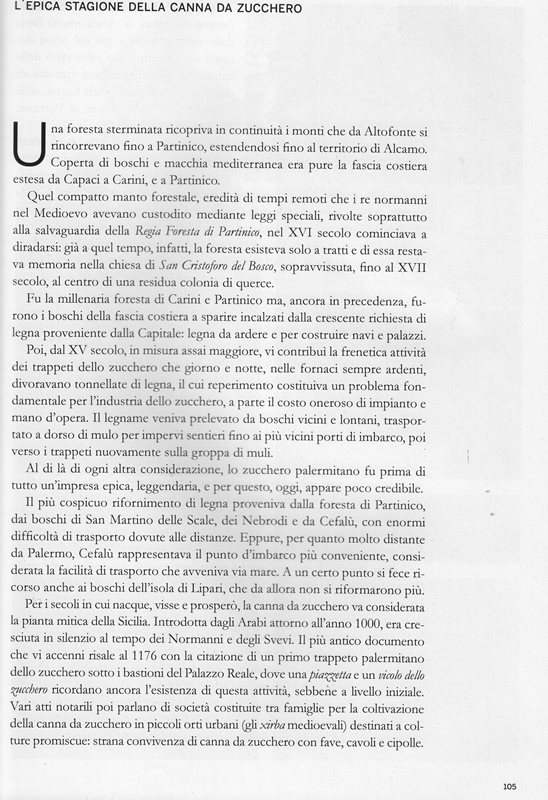 L'EPICA STAGIONE DELLA CANNA DA ZUCCHERO
Una foresta sterminata ricopriva in continuità i monti che da Altofonte si
rincorrevano fino a Partinico, estendendosi fino al territorio di Alcamo.
Coperta di boschi e macchia mediterranea era pure la fascia costiera
estesa da Capaci a Carini, e a Partinico.
Quel compatto manto forestale, eredità di tempi remoti che i re normanni
nel Medioevo avevano custodito mediante leggi speciali, rivolte soprattutto
alla salvaguardia della Regia Foresta di Partinico, nel XVI secolo cominciava a
diradarsi: già a quel tempo, infatti, la foresta esisteva solo a tratti e di essa resta-
va memoria nella chiesa di San Cristoforo del Bosco, sopravvissuta, fino al XVII
secolo, al centro di una residua colonia di querce.
Fu la millenaria foresta di Carini e Partinico ma, ancora in precedenza, fu-
rono i boschi della fascia costiera a sparire incalzati dalla crescente richiesta di
legna proveniente dalla Capitale: legna da ardere e per costruire navi e palazzi.
Poi, dal XV secolo, in misura assai maggiore, vi contribuì la frenetica attività
dei trappeti dello zucchero che giorno e notte, nelle fornaci sempre ardenti,
divoravano tonnellate di legna, il cui reperimento costituiva un problema fon-
damentale per l'industria dello zucchero, a parte il costo oneroso di impianto e
mano d'opera. Il legname veniva prelevato da boschi vicini e lontani, traspor-
tato a dorso di mulo per impervi sentieri fino ai più vicini porti di imbarco, poi
verso i trappeti nuovamente sulla groppa di muli.
Al di là di ogni altra considerazione, lo zucchero palermitano fu prima di
tutto un'impresa epica, leggendaria, e per questo, oggi, appare poco credibile.
Il più cospicuo rifornimento di legna proveniva dalla foresta di Partinico,
dai boschi di San Martino delle Scale, dei Nebrodi e da Cefalù, con enormi
difficoltà di trasporto dovute alle distanze. Eppure, per quanto molto distante
da Palermo, Cefalù rappresentava il punto d'imbarco più conveniente, consi-
derata la facilità di trasporto che avveniva via mare. A un certo punto si fece ri-
corso anche ai boschi dell'isola di Lipari, che da allora non si riformarono più.
Per i secoli in cui nacque, visse e prosperò, la canna da zucchero va considerata
la pianta mitica della Sicilia. Introdotta dagli Arabi attorno all'anno 1000, era cre-
sciuta in silenzio al tempo dei Normanni e degli Svevi. Il più antico documento
che vi accenni risale al 1176 con la citazione di un primo trappeto palermitano
dello zucchero sotto i bastioni del Palazzo Reale, dove una piazzetta e un vicolo dello
zucchero ricordano ancora l'esistenza di questa attività, sebbene a livello iniziale.
Vari atti notarili poi parlano di società costituite tra famiglie per la coltivazione
della canna da zucchero in piccoli orti urbani (gli xirba medioevali) destinati a col-
ture promiscue: strana convivenza di canna da zucchero con fave, cavoli e cipolle.
105